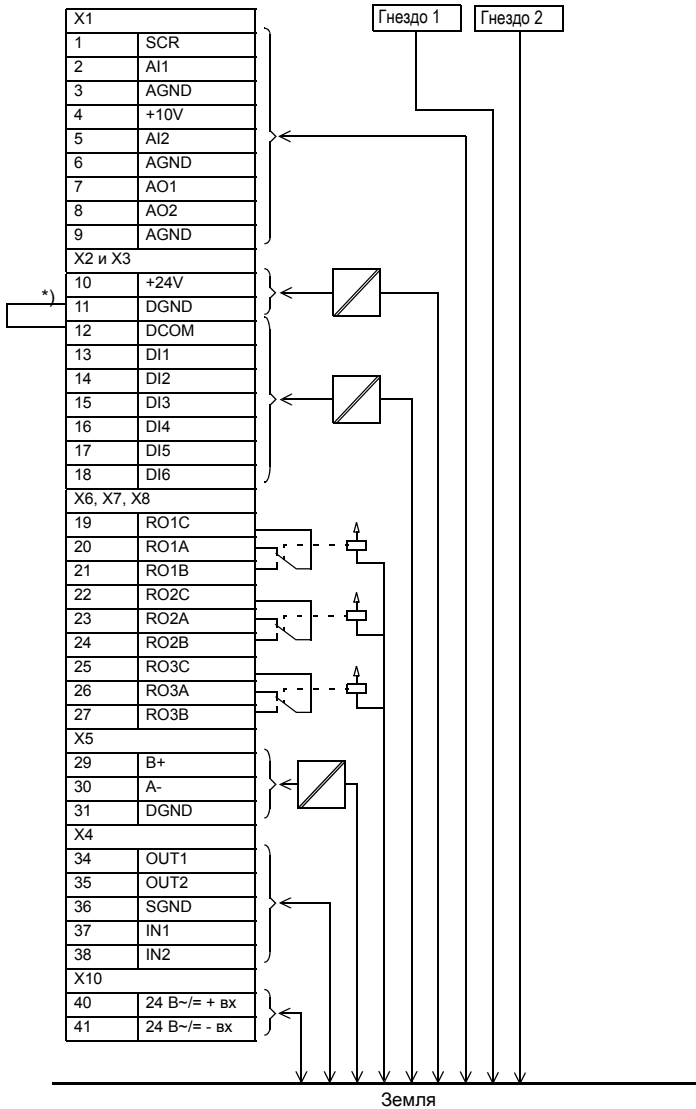 Гнездо 1 Гнездо 2
X1
1 SCR
2 AI1
3 AGND
4 +10V
5 AI2
6 AGND
7 AO1
8 AO2
9 AGND
X2 и X3
10 +24V
*)
11 DGND
12 DCOM
13 DI1
14 DI2
15 DI3
16 DI4
17 DI5
18 DI6
X6, X7, X8
19 RO1C
20 RO1A
21 RO1B
22 RO2C
23 RO2A
24 RO2B
25 RO3C
26 RO3A
27 RO3B
X5
29 B+
30 A-
31 DGND
X4
34 OUT1
35 OUT2
36 SGND
37 IN1
38 IN2
X10
40 24 В~/= + вх
41 24 В~/= - вх
Земля